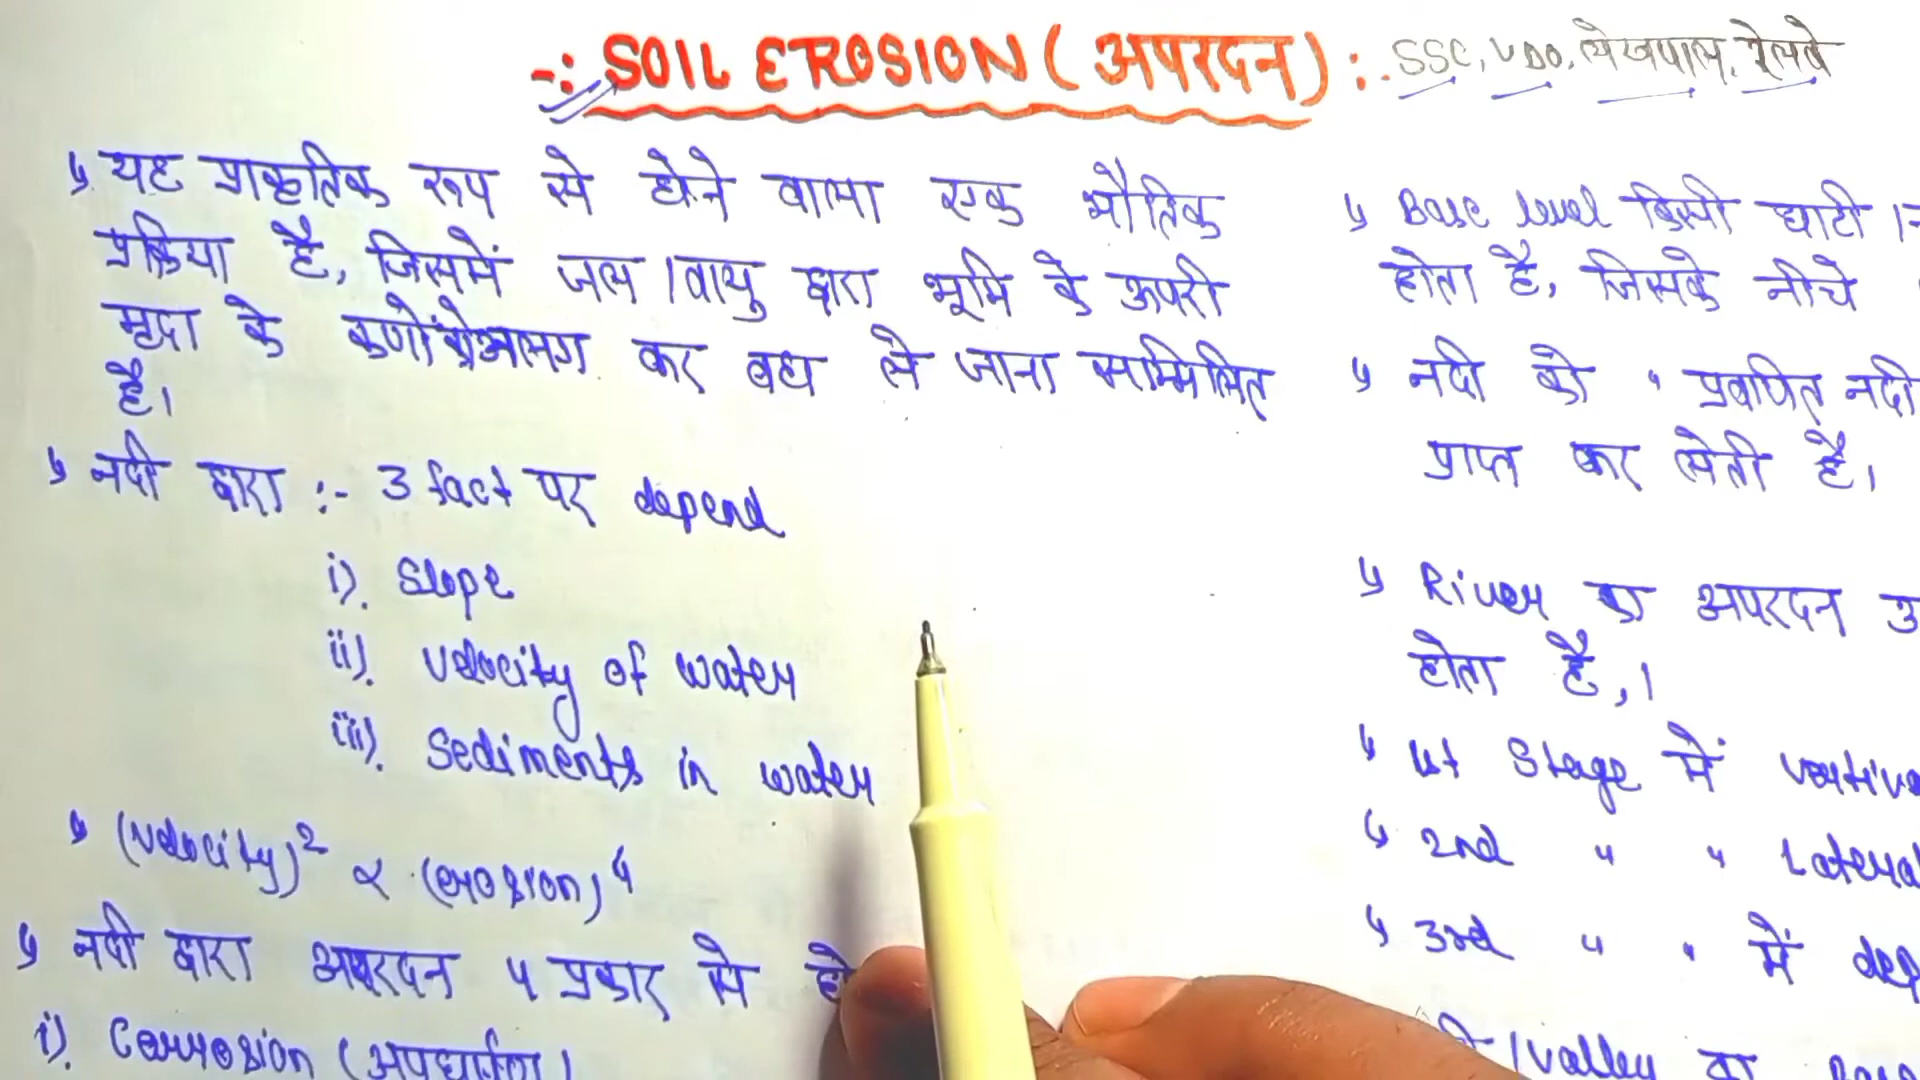 -: SOIL EROSION ( अपरदन ) :. SSC, VDO, लेखपाल, रेलवे
↳ यह प्राकृतिक रूप से होने वाला एक भौतिक
प्रक्रिया है, जिसमें जल / वायु द्वारा भूमि के ऊपरी
मृदा के कणों को अलग कर बहा ले जाना सम्मिलित
है।
↳ नदी द्वारा :- 3 fact पर depend
i). Slope
ii). Velocity of water
iii). Sediments in water
↳ (Velocity)² ∝ (erosion)⁴
↳ नदी द्वारा अपरदन 4 प्रकार से
i). Corrosion (अपघर्षण)
↳ Base level किसी घाटी
होता है, जिसके नीचे
↳ नदी को " प्रवणित नदी
प्राप्त कर लेती है।
↳ River का अपरदन
होता है,।
↳ 1st Stage में
↳ 2nd " " Lateral
↳ 3rd " " में
/ Valley का Base